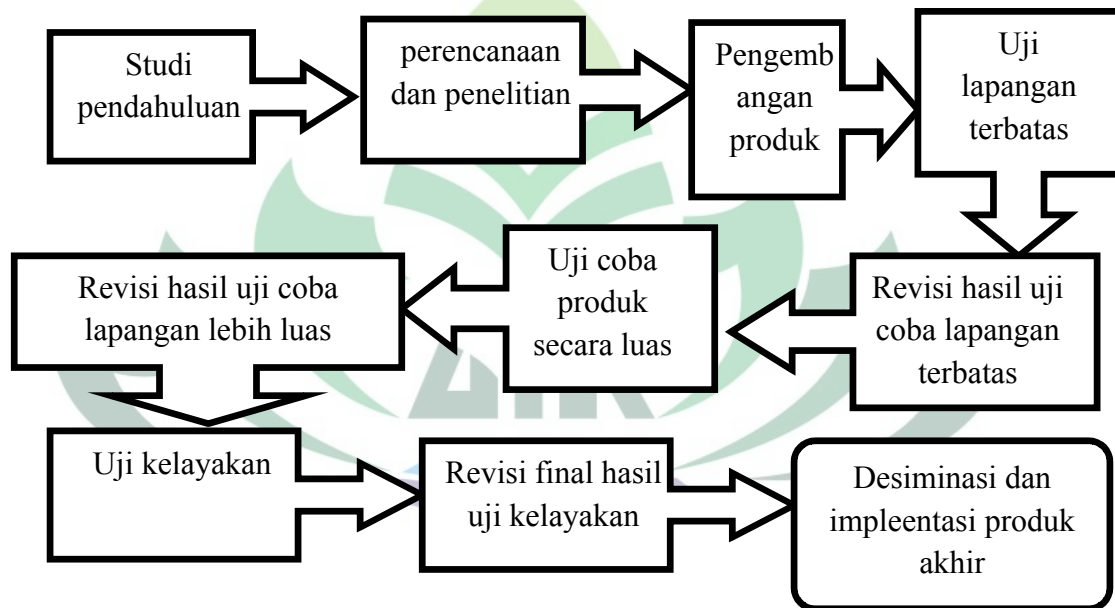 Studi
pendahuluan
perencanaan
dan penelitian
Pengemb
angan
produk
Uji
lapangan
terbatas
Revisi hasil uji
coba lapangan
terbatas
Uji coba
produk
secara luas
Revisi hasil uji coba
lapangan lebih luas
Uji kelayakan
Revisi final hasil
uji kelayakan
Desiminasi dan
impleentasi produk
akhir